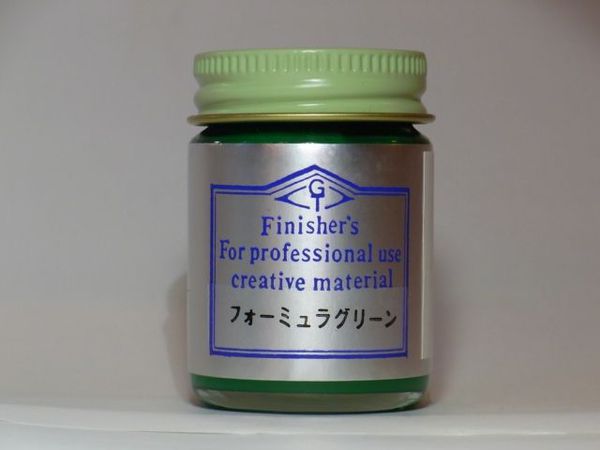 GT
Finisher's
For professional use
creative material
フォーミュラグリーン